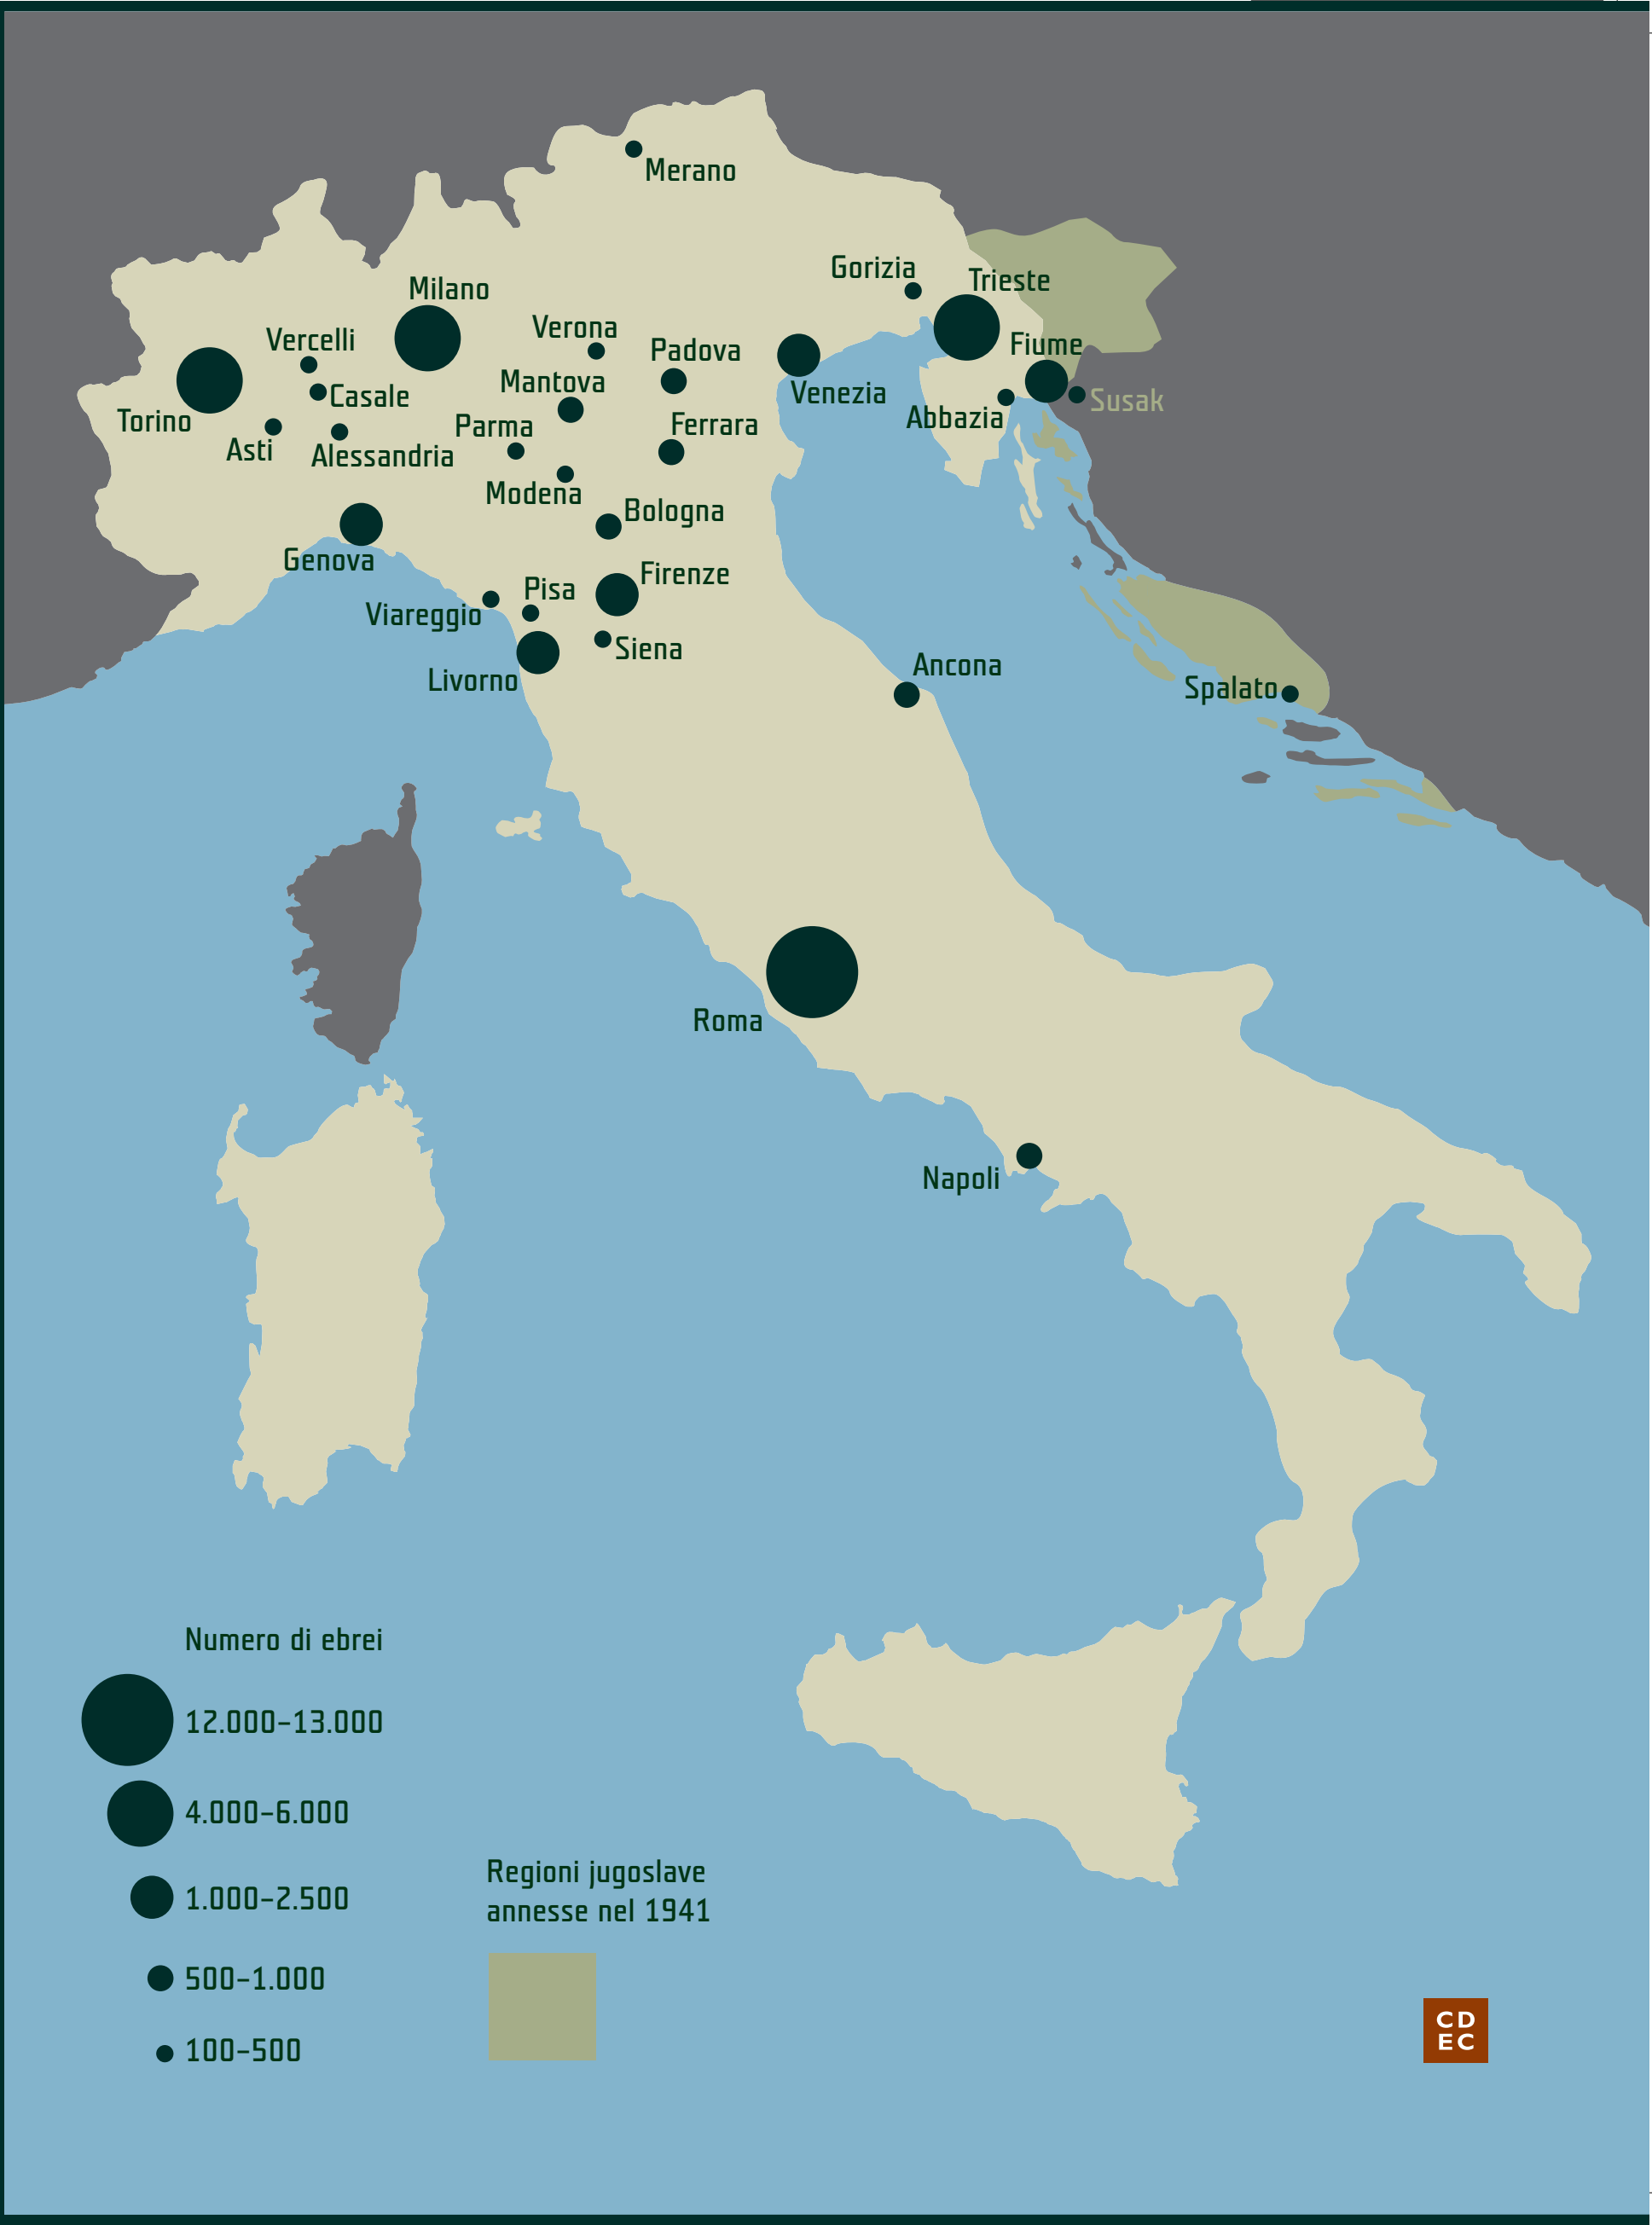 Merano
Gorizia
Trieste
Milano
Verona
Vercelli
Padova
Fiume
Mantova
Venezia
Casale
Susak
Torino
Abbazia
Parma
Ferrara
Asti
Alessandria
Modena
Bologna
Genova
Firenze
Pisa
Viareggio
Siena
Livorno
Ancona
Spalato
Roma
Napoli
Numero di ebrei
12.000–13.000
4.000–6.000
1.000–2.500
500–1.000
100–500
Regioni jugoslave
annesse nel 1941
CD
EC